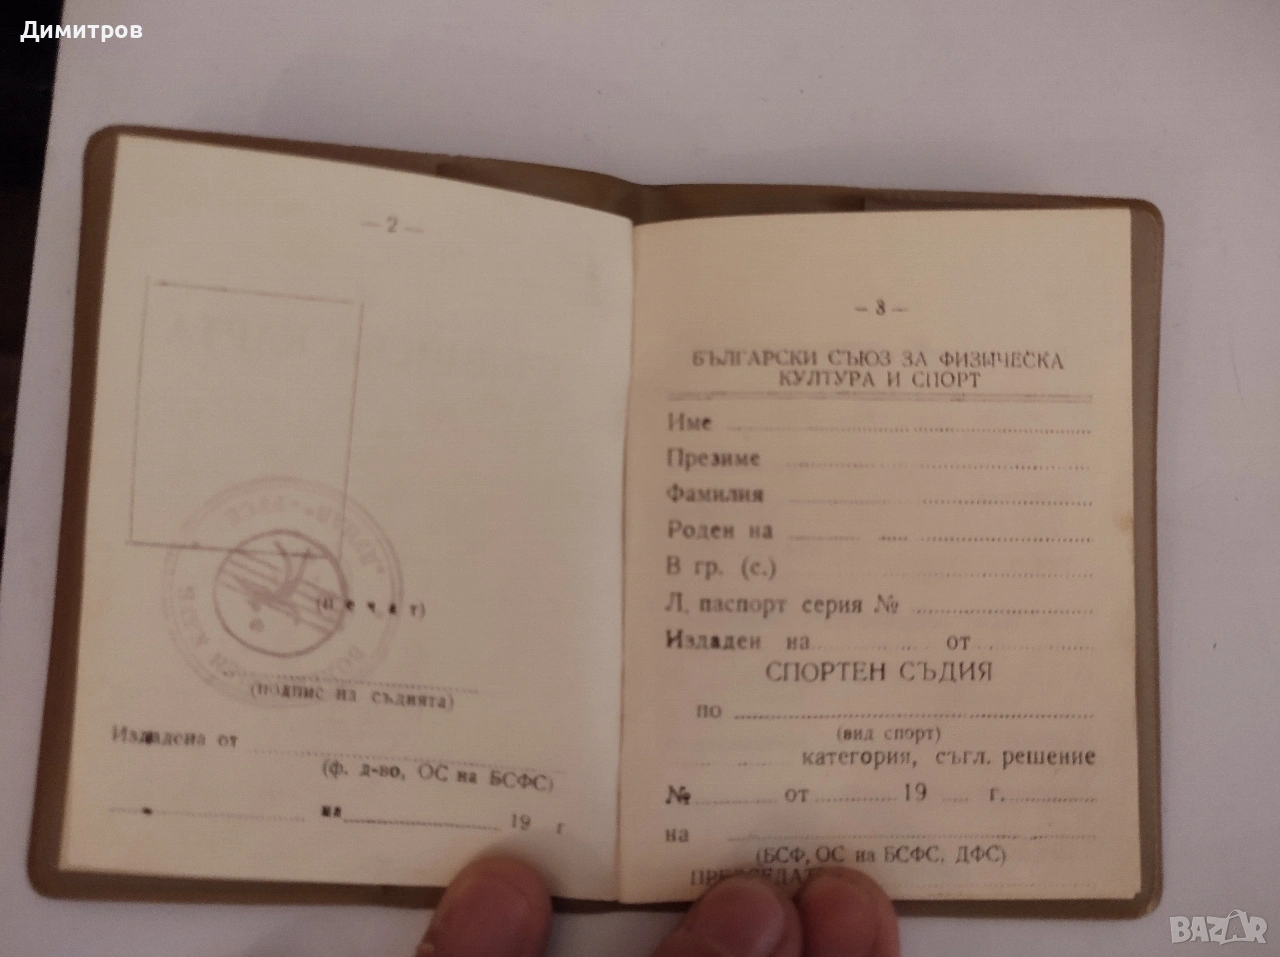 Димитров
— 2 —
(п е ч а т)
(подпис на съдията)
Издадена от
(ф. д-во, ОС на БСФС)
на 19 г
— 3 —
БЪЛГАРСКИ СЪЮЗ ЗА ФИЗИЧЕСКА
КУЛТУРА И СПОРТ
Име
Презиме
Фамилия
Роден на
В гр. (с.)
Л. паспорт серия №
Издаден на от
СПОРТЕН СЪДИЯ
по
(вид спорт)
категория, съгл. решение
№ от 19 г.
на
(БСФ, ОС на БСФС, ДФС)
BAZAR